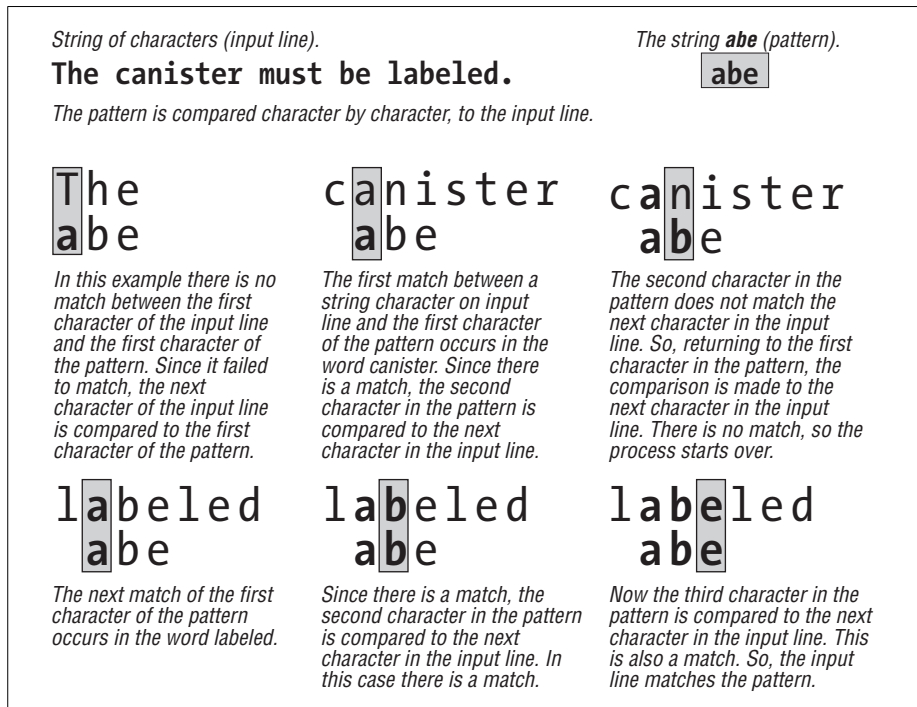 String of characters (input line).
The string abe (pattern).
The canister must be labeled.
abe
The pattern is compared character by character, to the input line.
The
abe
In this example there is no
match between the first
character of the input line
and the first character of
the pattern. Since it failed
to match, the next
character of the input line
is compared to the first
character of the pattern.
canister
abe
The first match between a
string character on input
line and the first character
of the pattern occurs in the
word canister. Since there
is a match, the second
character in the pattern is
compared to the next
character in the input line.
canister
abe
The second character in the
pattern does not match the
next character in the input
line. So, returning to the first
character in the pattern, the
comparison is made to the
next character in the input
line. There is no match, so the
process starts over.
labeled
abe
The next match of the first
character of the pattern
occurs in the word labeled.
labeled
abe
Since there is a match, the
second character in the pattern
is compared to the next
character in the input line. In
this case there is a match.
labeled
abe
Now the third character in the
pattern is compared to the next
character in the input line. This
is also a match. So, the input
line matches the pattern.